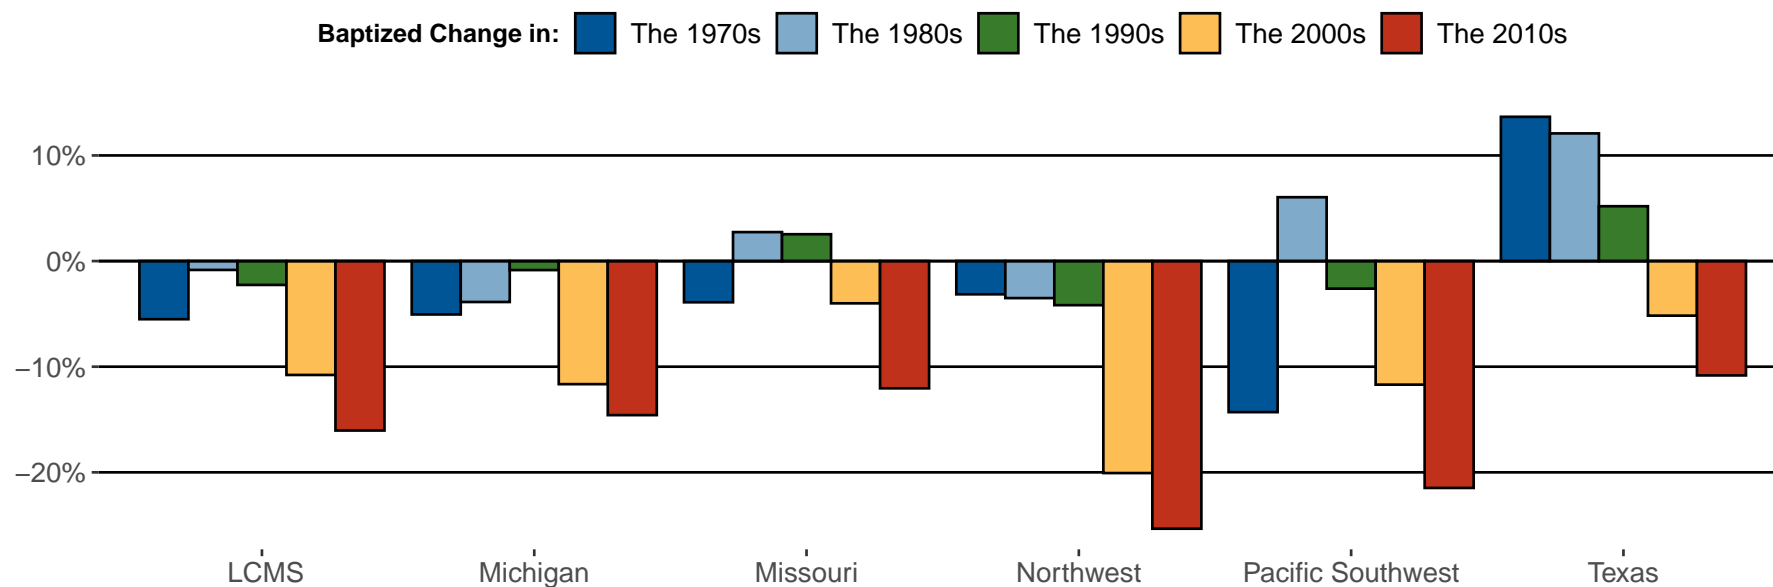 Baptized Change in: The 1970s The 1980s The 1990s The 2000s The 2010s
10%
0%
−10%
−20%
LCMS Michigan Missouri Northwest Pacific Southwest Texas